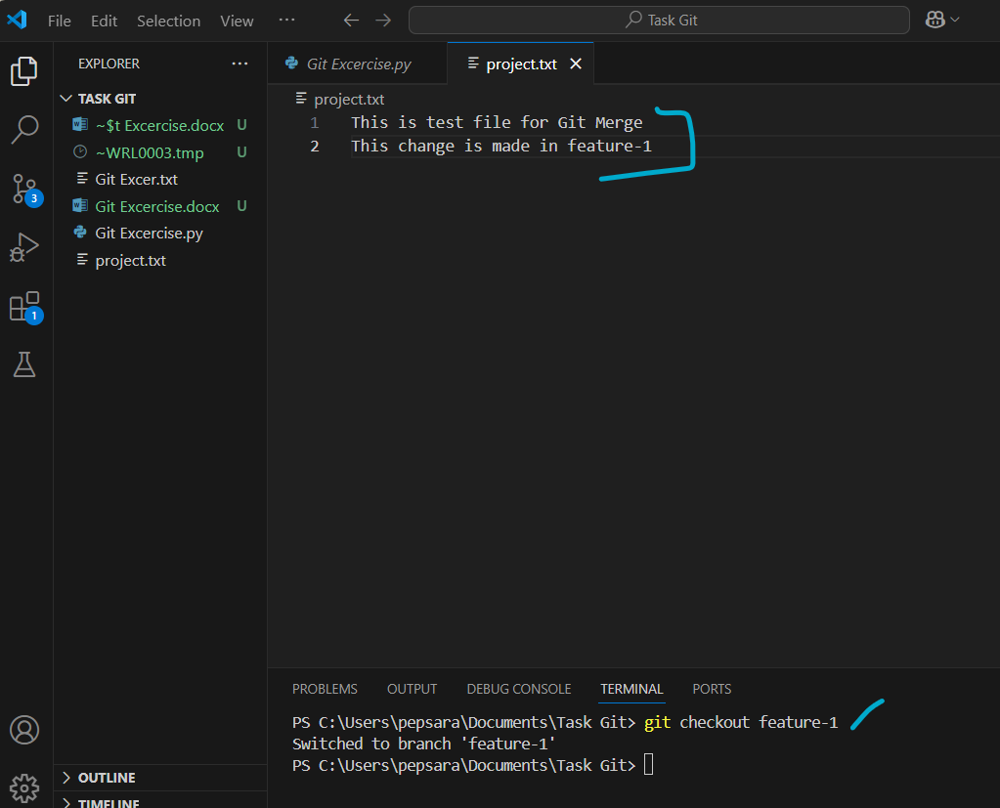 File Edit Selection View ···
Task Git
EXPLORER ···
TASK GIT
~$t Excercise.docx U
~WRL0003.tmp U
Git Excer.txt
Git Excercise.docx U
Git Excercise.py
project.txt
3
1
OUTLINE
TIMELINE
Git Excercise.py
project.txt
project.txt
1 This is test file for Git Merge
2 This change is made in feature-1
PROBLEMS OUTPUT DEBUG CONSOLE TERMINAL PORTS
PS C:\Users\pepsara\Documents\Task Git> git checkout feature-1
Switched to branch 'feature-1'
PS C:\Users\pepsara\Documents\Task Git>